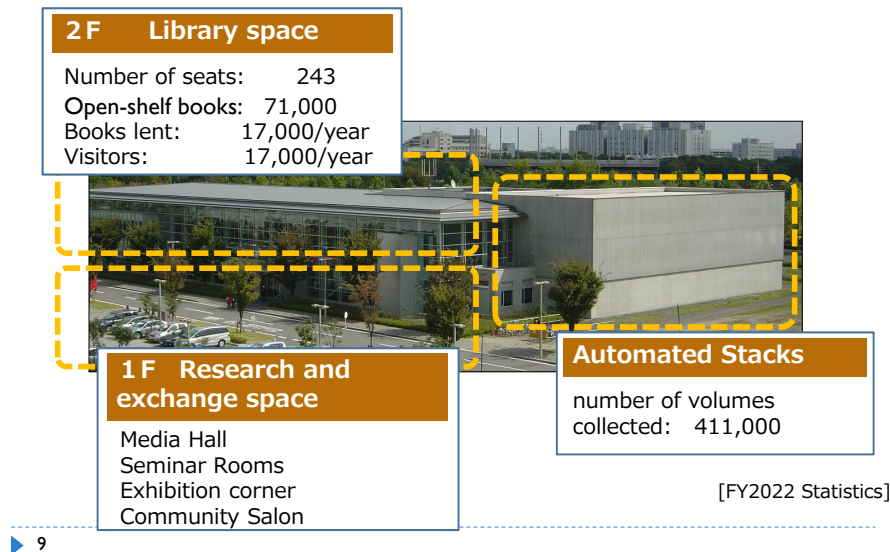 2F Library space
Number of seats: 243
Open-shelf books: 71,000
Books lent: 17,000/year
Visitors: 17,000/year
1F Research and
exchange space
Media Hall
Seminar Rooms
Exhibition corner
Community Salon
Automated Stacks
number of volumes
collected: 411,000
[FY2022 Statistics]
9